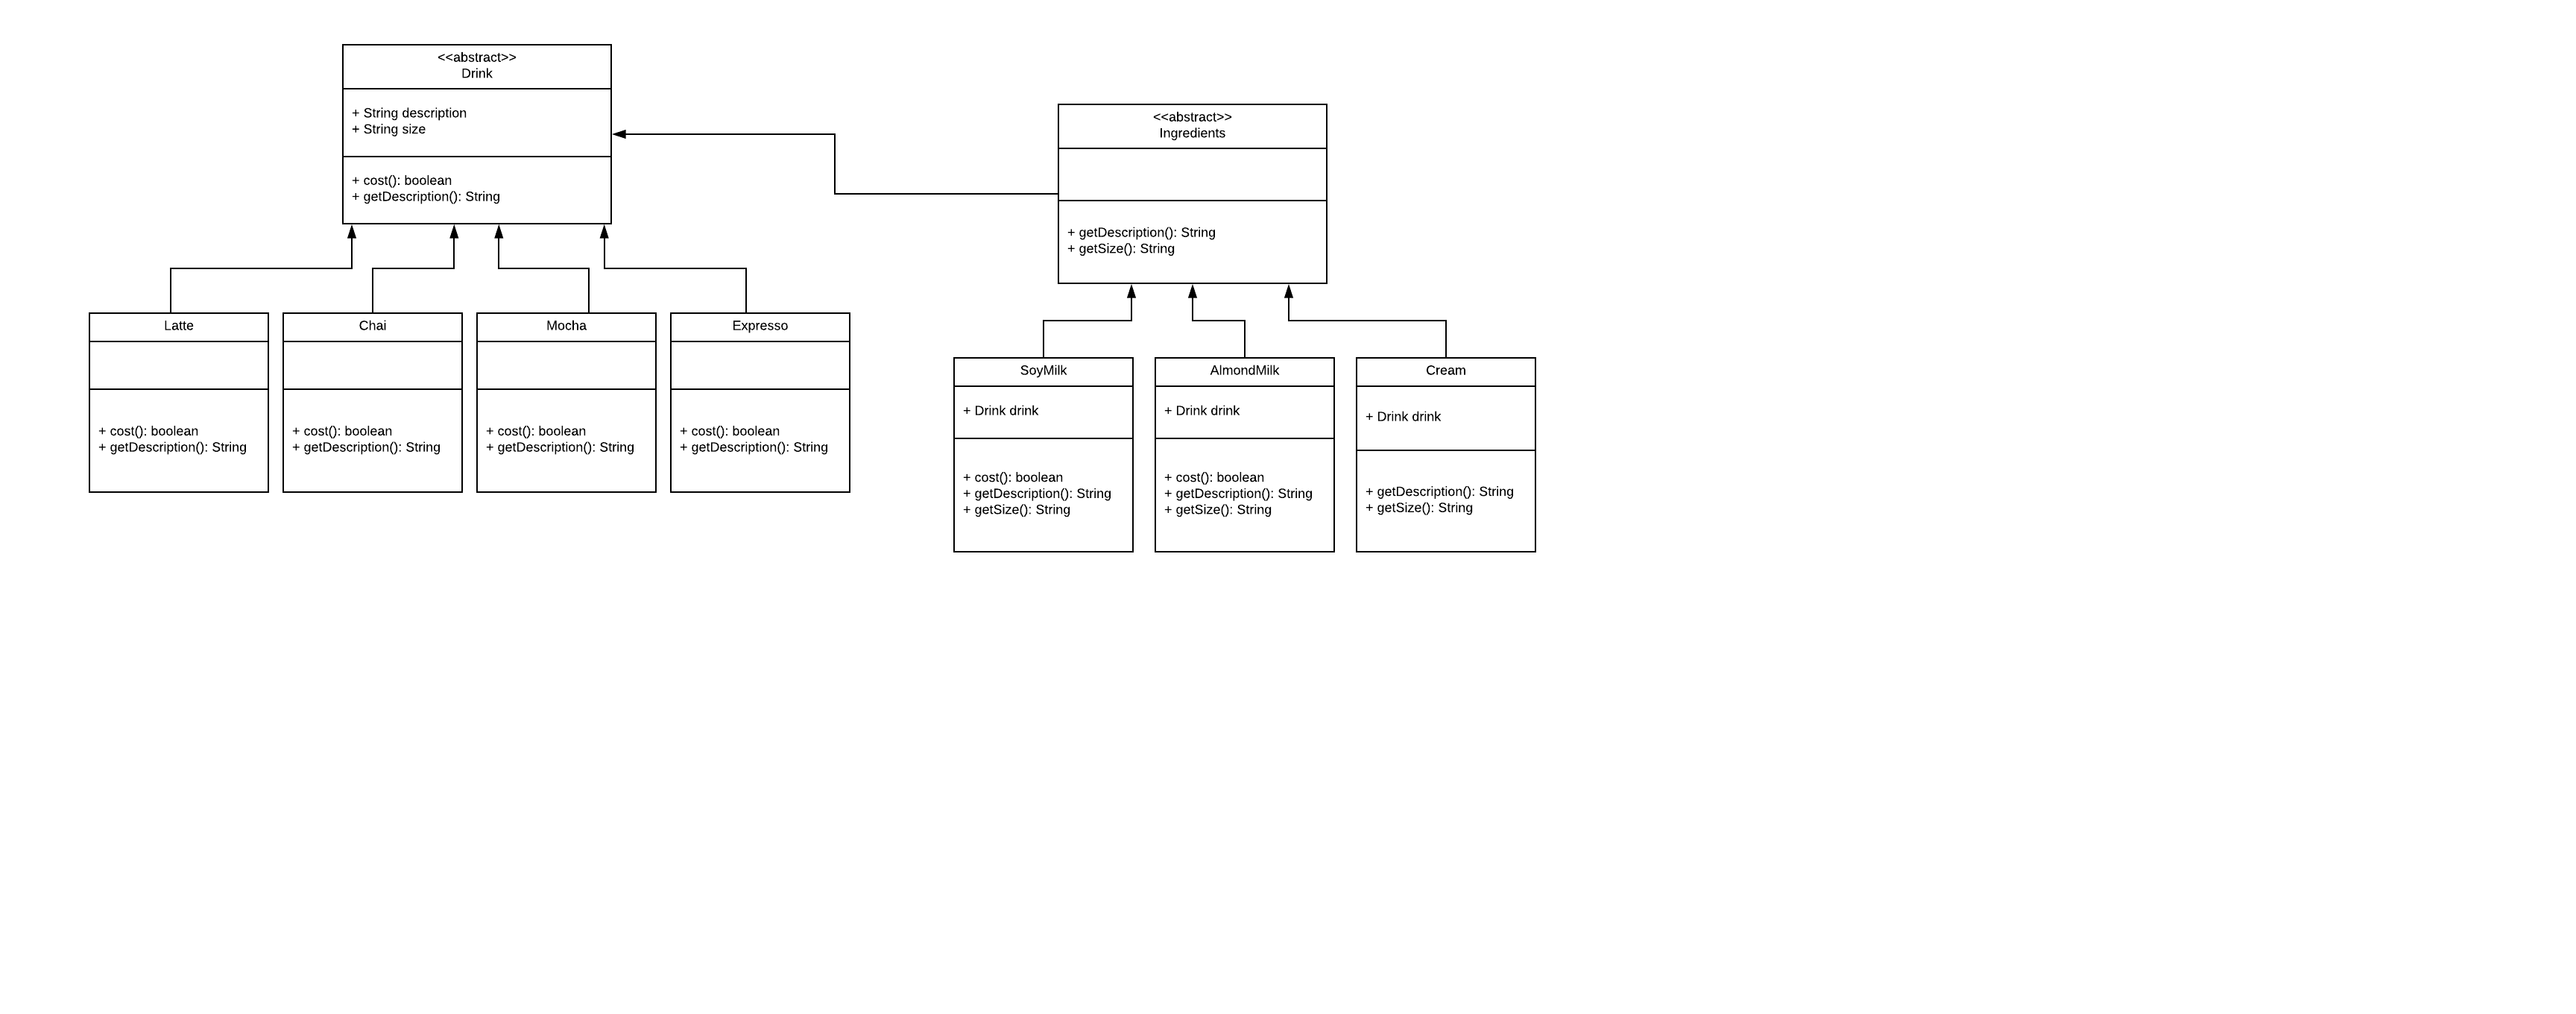 <<abstract>>
Drink
+ String description
+ String size
+ cost(): boolean
+ getDescription(): String
<<abstract>>
Ingredients
+ getDescription(): String
+ getSize(): String
Latte
+ cost(): boolean
+ getDescription(): String
Chai
+ cost(): boolean
+ getDescription(): String
Mocha
+ cost(): boolean
+ getDescription(): String
Expresso
+ cost(): boolean
+ getDescription(): String
SoyMilk
+ Drink drink
+ cost(): boolean
+ getDescription(): String
+ getSize(): String
AlmondMilk
+ Drink drink
+ cost(): boolean
+ getDescription(): String
+ getSize(): String
Cream
+ Drink drink
+ getDescription(): String
+ getSize(): String